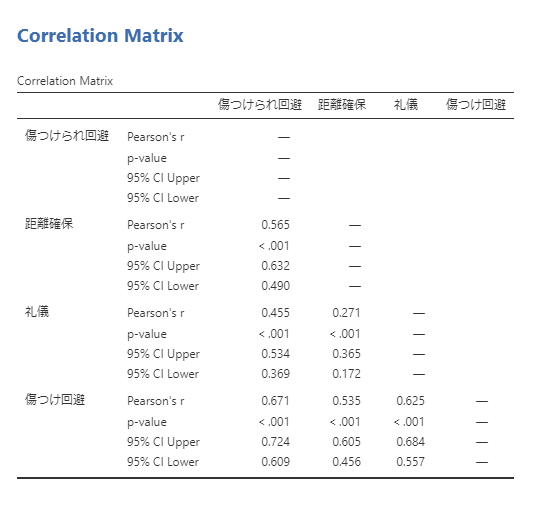 Correlation Matrix
Correlation Matrix
傷つけられ回避 距離確保 礼儀 傷つけ回避
傷つけられ回避 Pearson's r —
p-value —
95% CI Upper —
95% CI Lower —
距離確保 Pearson's r 0.565 —
p-value < .001 —
95% CI Upper 0.632 —
95% CI Lower 0.490 —
礼儀 Pearson's r 0.455 0.271 —
p-value < .001 < .001 —
95% CI Upper 0.534 0.365 —
95% CI Lower 0.369 0.172 —
傷つけ回避 Pearson's r 0.671 0.535 0.625 —
p-value < .001 < .001 < .001 —
95% CI Upper 0.724 0.605 0.684 —
95% CI Lower 0.609 0.456 0.557 —